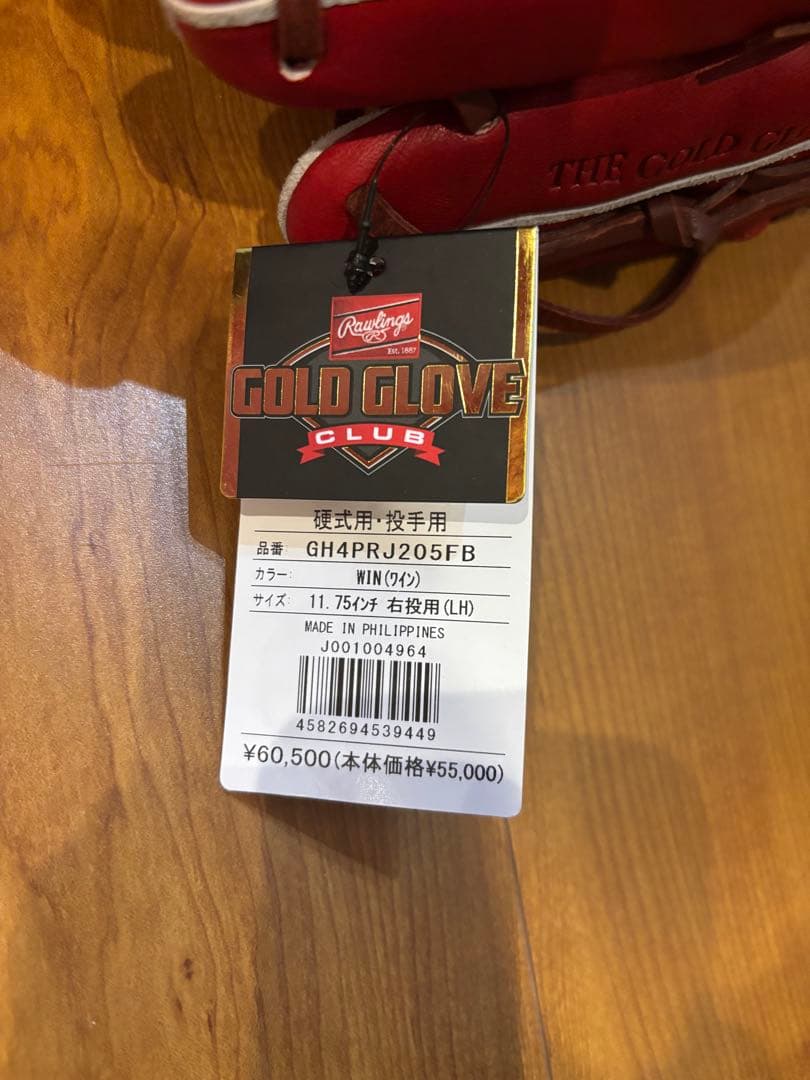 THE GOLD GL
Rawlings
R
Est. 1887
GOLD GLOVE
CLUB
硬式用・投手用
品番: GH4PRJ205FB
カラー: WIN(ワイン)
サイズ: 11.75インチ 右投用(LH)
MADE IN PHILIPPINES
J001004964
4582694539449
¥60,500(本体価格¥55,000)